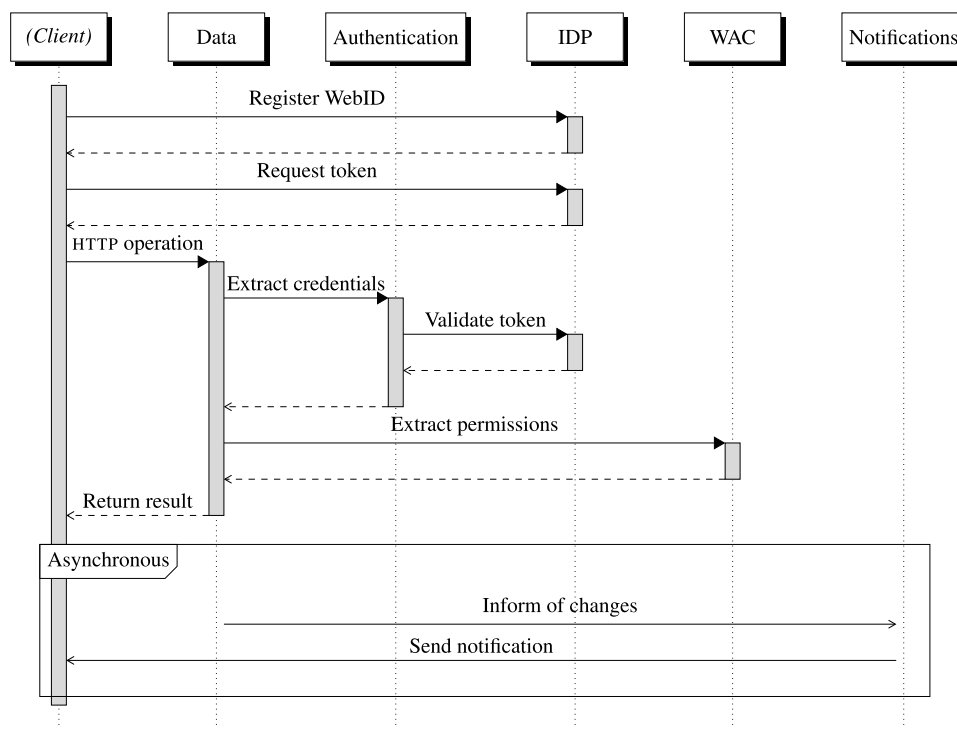 (Client)
Data
Authentication
IDP
WAC
Notifications
Register WebID
Request token
HTTP operation
Extract credentials
Validate token
Extract permissions
Return result
Asynchronous
Inform of changes
Send notification